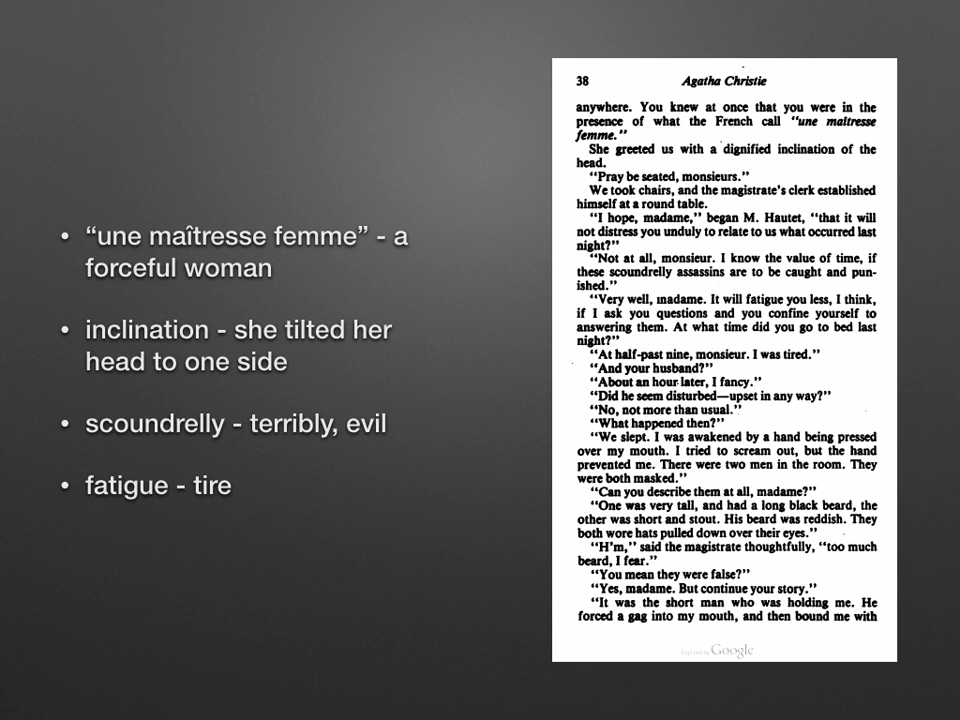 • “une maîtresse femme” - a
forceful woman
• inclination - she tilted her
head to one side
• scoundrelly - terribly, evil
• fatigue - tire
38 Agatha Christie
anywhere. You knew at once that you were in the
presence of what the French call “une maîtresse
femme.”
She greeted us with a dignified inclination of the
head.
“Pray be seated, monsieurs.”
We took chairs, and the magistrate’s clerk established
himself at a round table.
“I hope, madame,” began M. Hautet, “that it will
not distress you unduly to relate to us what occurred last
night?”
“Not at all, monsieur. I know the value of time, if
these scoundrelly assassins are to be caught and pun-
ished.”
“Very well, madame. It will fatigue you less, I think,
if I ask you questions and you confine yourself to
answering them. At what time did you go to bed last
night?”
“At half-past nine, monsieur. I was tired.”
“And your husband?”
“About an hour later, I fancy.”
“Did he seem disturbed—upset in any way?”
“No, not more than usual.”
“What happened then?”
“We slept. I was awakened by a hand being pressed
over my mouth. I tried to scream out, but the hand
prevented me. There were two men in the room. They
were both masked.”
“Can you describe them at all, madame?”
“One was very tall, and had a long black beard, the
other was short and stout. His beard was reddish. They
both wore hats pulled down over their eyes.”
“H’m,” said the magistrate thoughtfully, “too much
beard, I fear.”
“You mean they were false?”
“Yes, madame. But continue your story.”
“It was the short man who was holding me. He
forced a gag into my mouth, and then bound me with
Digitized by Google